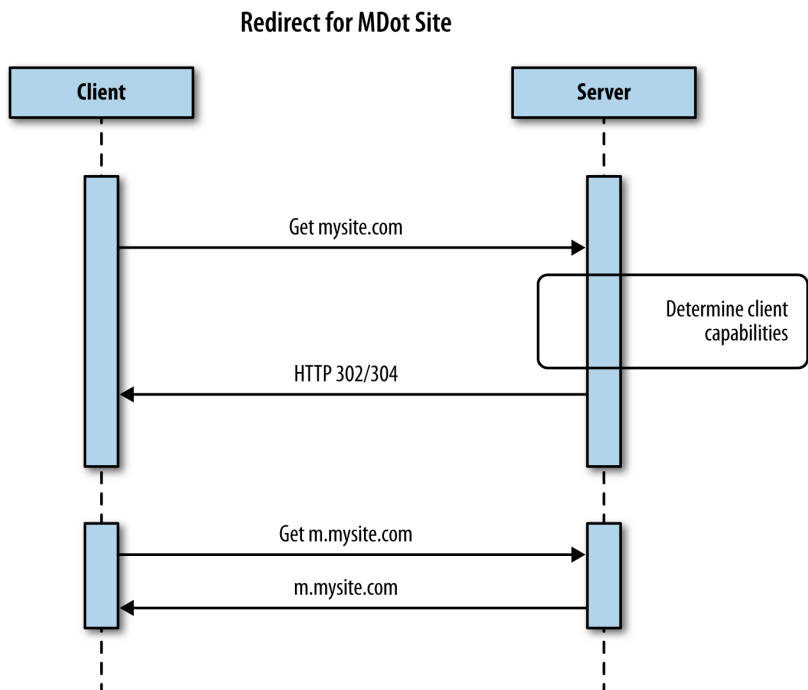 Redirect for MDot Site
Client
Server
Get mysite.com
Determine client
capabilities
HTTP 302/304
Get m.mysite.com
m.mysite.com